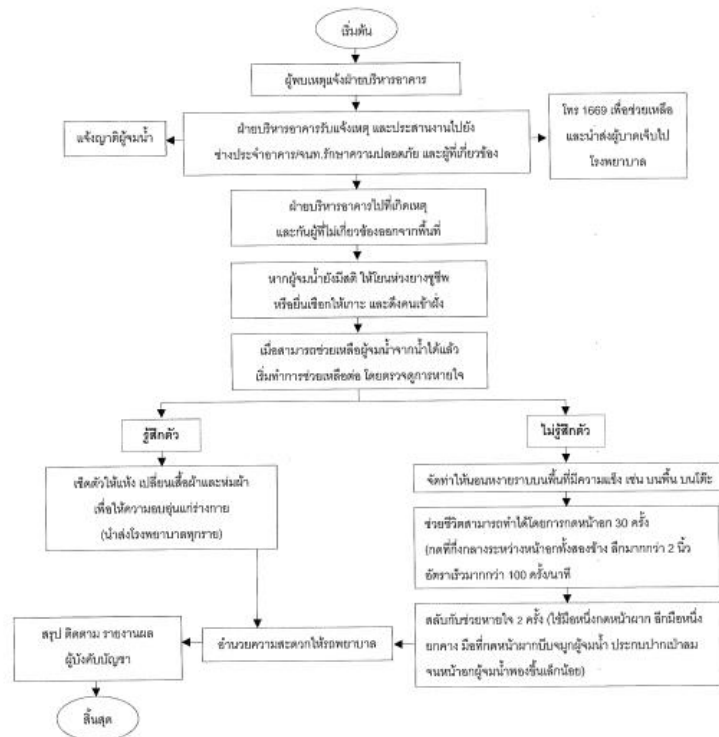 เริ่มต้น
ผู้พบเหตุแจ้งฝ่ายบริหารอาคาร
แจ้งญาติผู้จมน้ำ
ฝ่ายบริหารอาคารรับแจ้งเหตุ และประสานงานไปยัง
ช่างประจำอาคาร/จนท.รักษาความปลอดภัย และผู้ที่เกี่ยวข้อง
โทร 1669 เพื่อช่วยเหลือ
และนำส่งผู้บาดเจ็บไป
โรงพยาบาล
ฝ่ายบริหารอาคารไปที่เกิดเหตุ
และกันผู้ที่ไม่เกี่ยวข้องออกจากพื้นที่
หากผู้จมน้ำยังมีสติ ให้โยนห่วงยางชูชีพ
หรือยื่นเชือกให้เกาะ และดึงคนเข้าฝั่ง
เมื่อสามารถช่วยเหลือผู้จมน้ำจากน้ำได้แล้ว
เริ่มทำการช่วยเหลือต่อ โดยตรวจดูการหายใจ
รู้สึกตัว
เช็ดตัวให้แห้ง เปลี่ยนเสื้อผ้าและห่มผ้า
เพื่อให้ความอบอุ่นแก่ร่างกาย
(นำส่งโรงพยาบาลทุกราย)
ไม่รู้สึกตัว
จัดท่าให้นอนหงายราบบนพื้นที่มีความแข็ง เช่น บนพื้น บนโต๊ะ
ช่วยชีวิตสามารถทำได้โดยการกดหน้าอก 30 ครั้ง
(กดที่กึ่งกลางระหว่างหน้าอกทั้งสองข้าง ลึกมากกว่า 2 นิ้ว
อัตราเร็วมากกว่า 100 ครั้ง/นาที
สลับกับช่วยหายใจ 2 ครั้ง (ใช้มือหนึ่งกดหน้าผาก อีกมือหนึ่ง
ยกคาง มือที่กดหน้าผากบีบจมูกผู้จมน้ำ ประกบปากเป่าลม
จนหน้าอกผู้จมน้ำพองขึ้นเล็กน้อย)
อำนวยความสะดวกให้รถพยาบาล
สรุป ติดตาม รายงานผล
ผู้บังคับบัญชา
สิ้นสุด